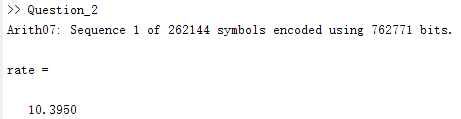 >> Question_2
Arith07: Sequence 1 of 262144 symbols encoded using 762771 bits.
rate =
10.3950